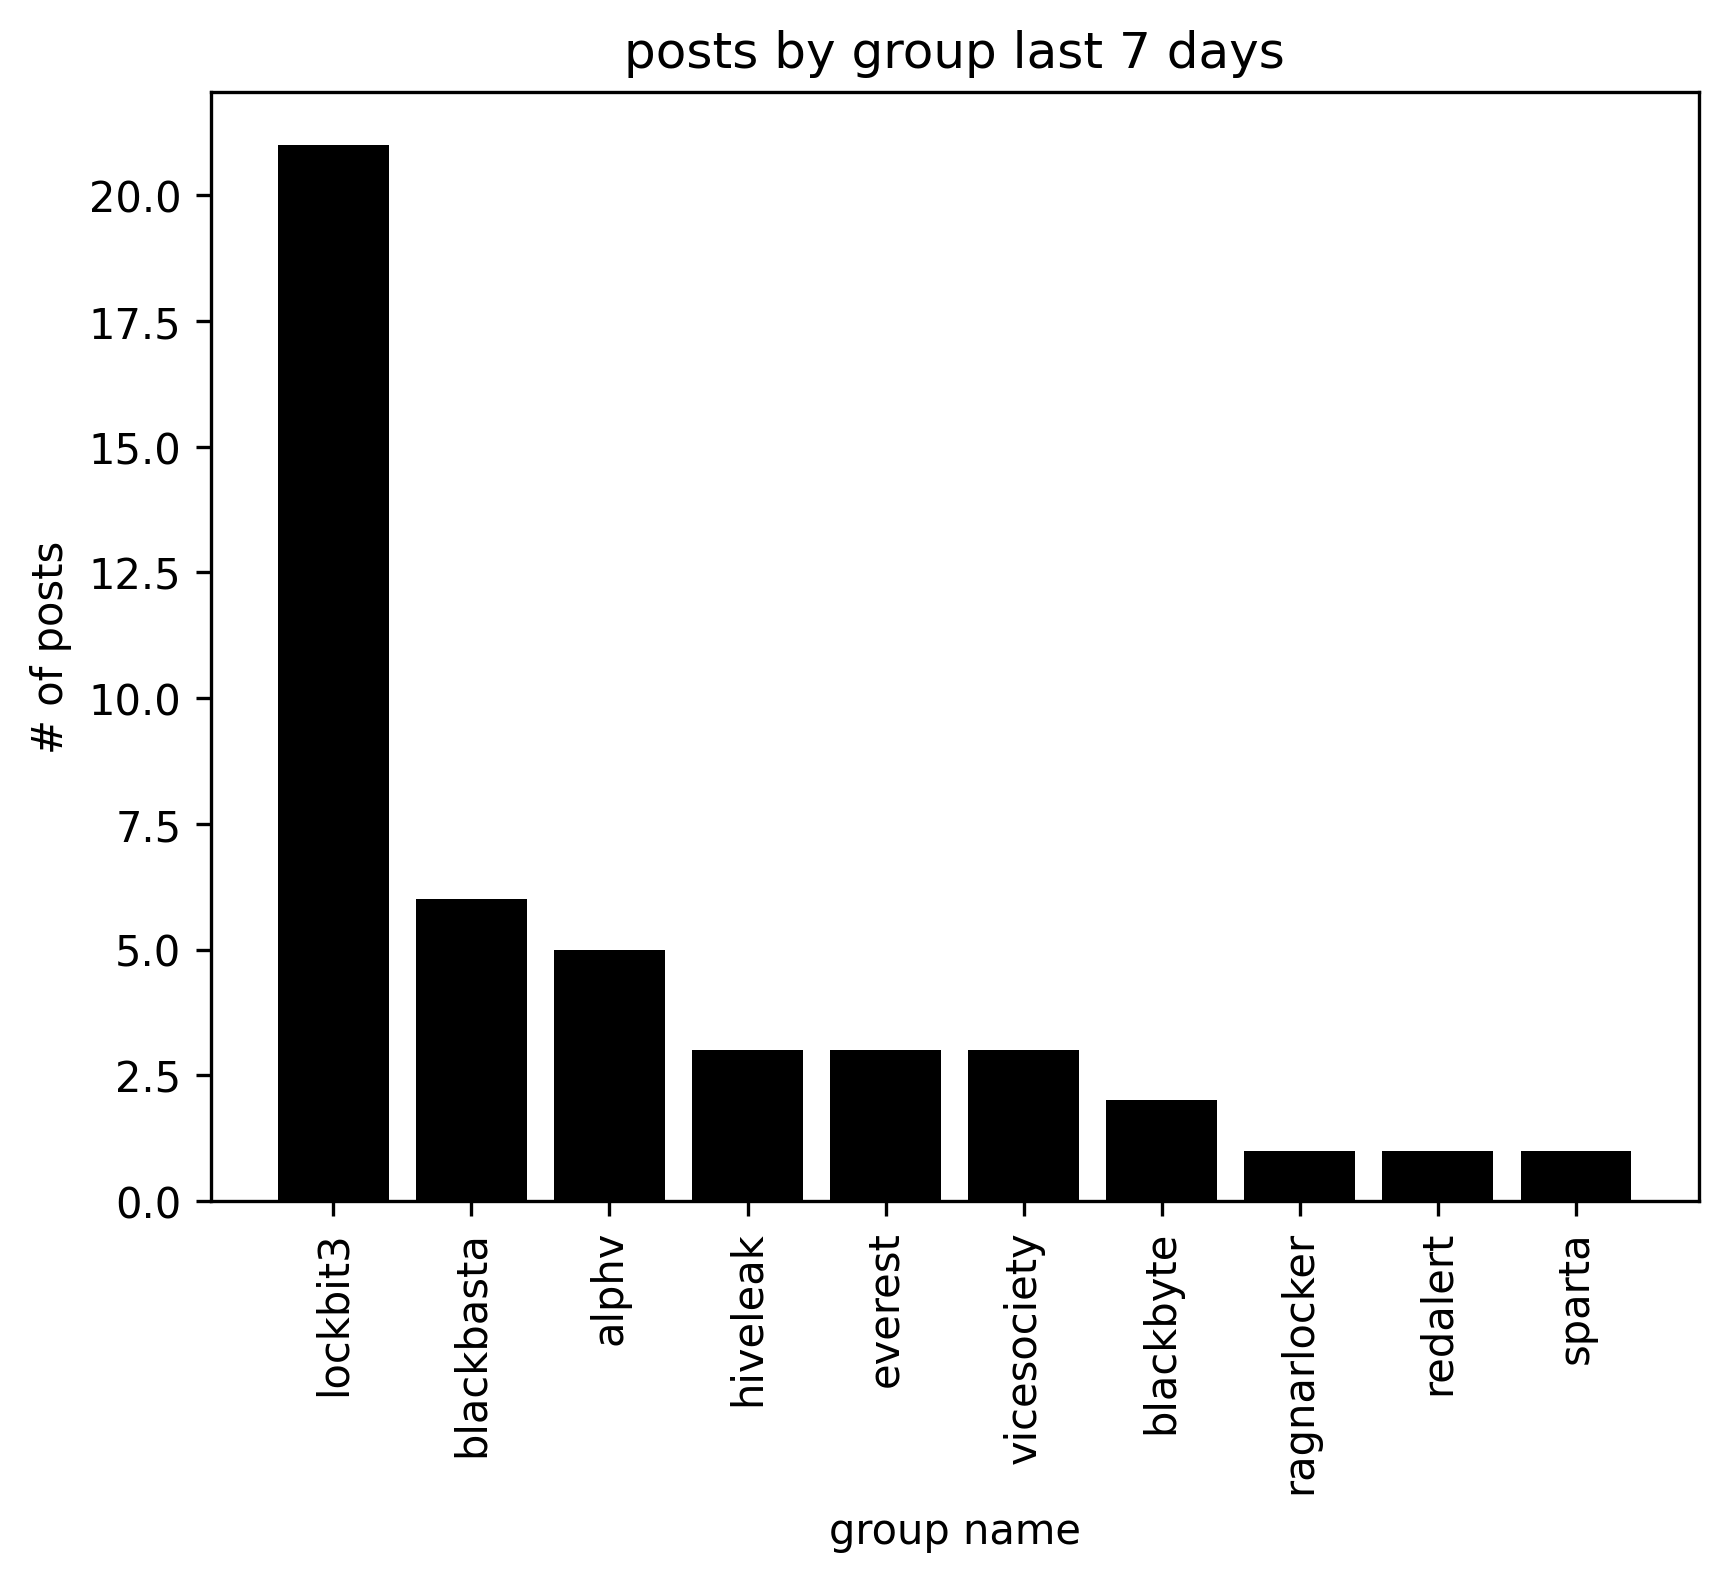 posts by group last 7 days
20.0
17.5
15.0
12.5
10.0
7.5
5.0
2.5
0.0
# of posts
lockbit3
blackbasta
alphv
hiveleak
everest
vicesociety
blackbyte
ragnarlocker
redalert
sparta
group name